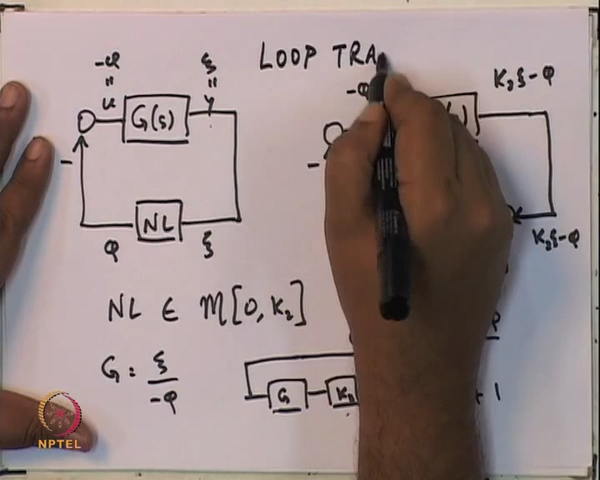 LOOP TRA
-φ ξ
" "
u y
G(s)
-
NL
φ ξ
-φ K₂ξ-φ
-
K₂ξ-φ
NL ∈ M[0, K₂]
G = ξ / -φ
G K₂
+ 1
NPTEL